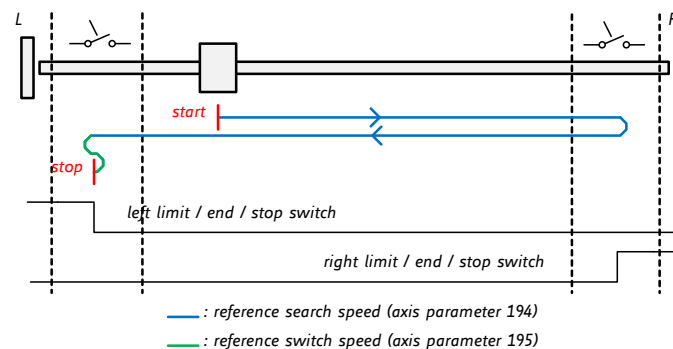 L
start
stop
left limit / end / stop switch
right limit / end / stop switch
: reference search speed (axis parameter 194)
: reference switch speed (axis parameter 195)